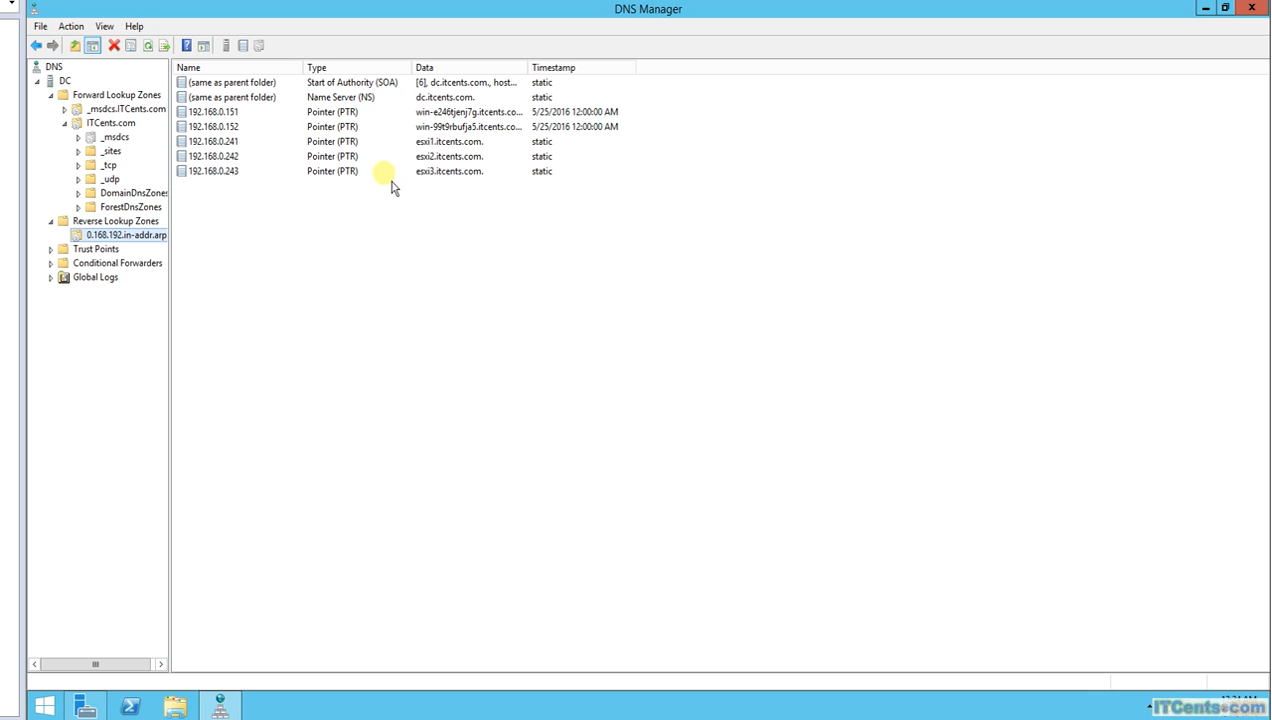 DNS Manager
File Action View Help
Name Type Data Timestamp
DNS
DC
Forward Lookup Zones
_msdcs.ITCents.com
ITCents.com
_msdcs
_sites
_tcp
_udp
DomainDnsZones
ForestDnsZones
Reverse Lookup Zones
0.168.192.in-addr.arp
Trust Points
Conditional Forwarders
Global Logs
(same as parent folder) Start of Authority (SOA) [6], dc.itcents.com., host... static
(same as parent folder) Name Server (NS) dc.itcents.com. static
192.168.0.151 Pointer (PTR) win-e246tjenj7g.itcents.co... 5/25/2016 12:00:00 AM
192.168.0.152 Pointer (PTR) win-99t9rbufja5.itcents.co... 5/25/2016 12:00:00 AM
192.168.0.241 Pointer (PTR) esxi1.itcents.com. static
192.168.0.242 Pointer (PTR) esxi2.itcents.com. static
192.168.0.243 Pointer (PTR) esxi3.itcents.com. static
ITCents.com